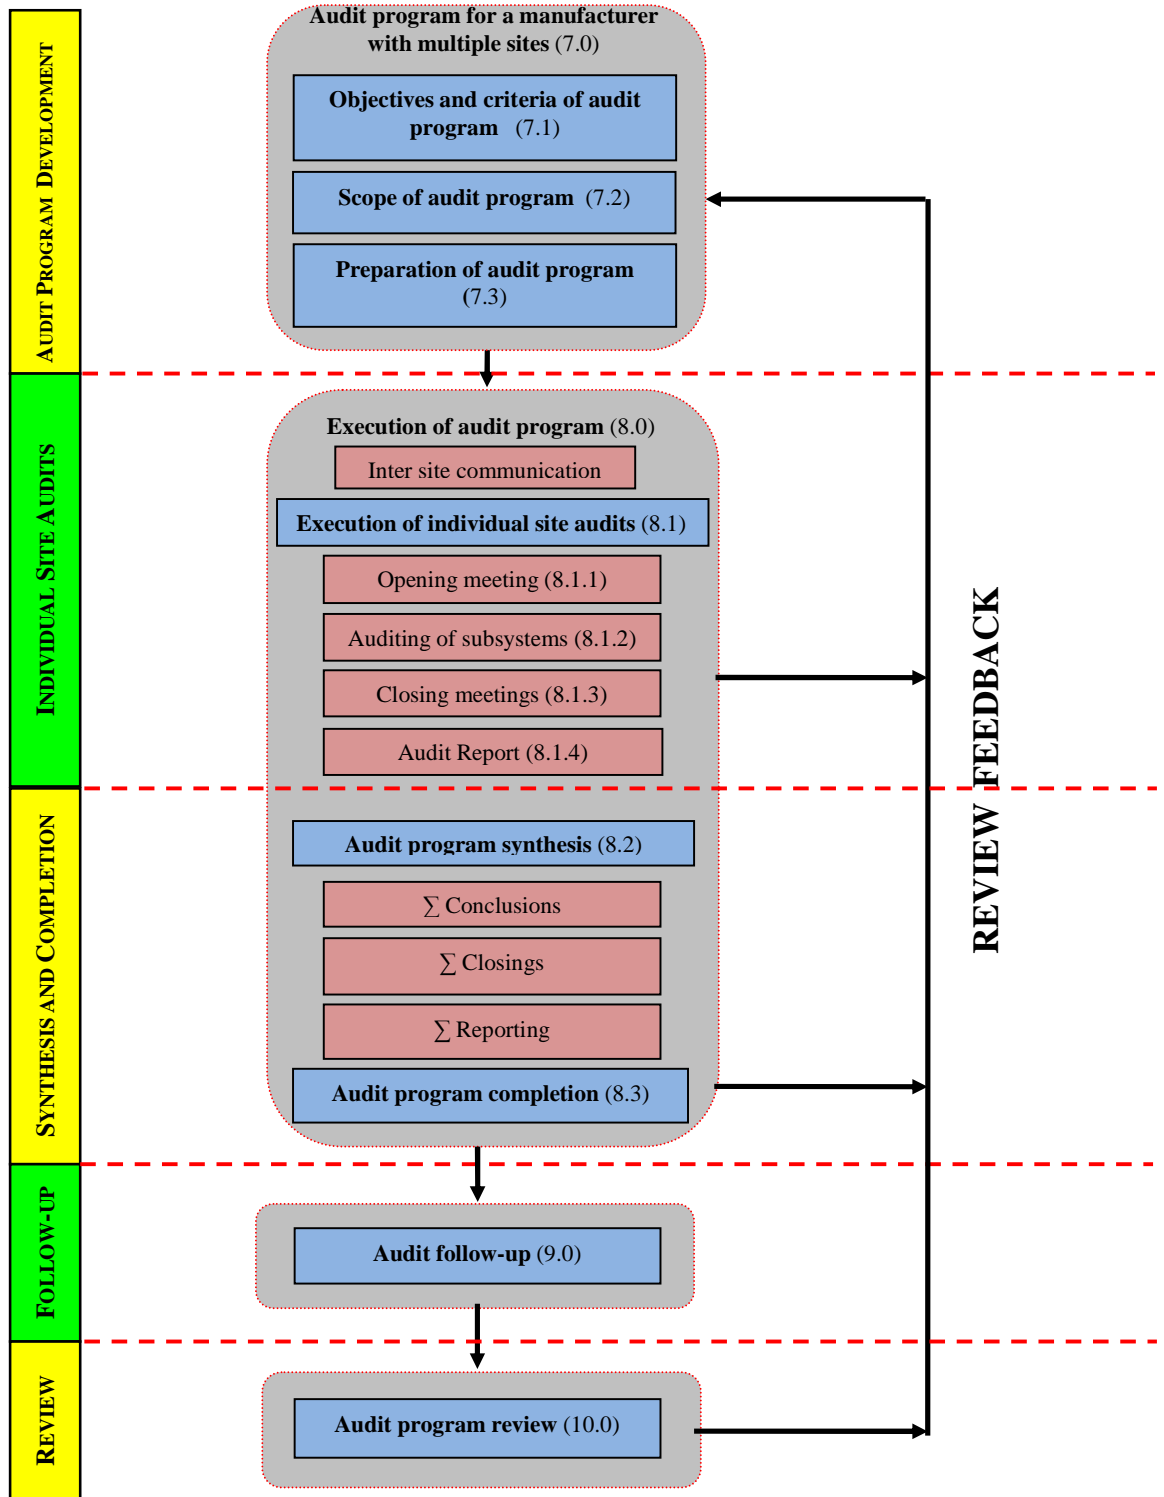 AUDIT PROGRAM DEVELOPMENT
Audit program for a manufacturer
with multiple sites (7.0)
Objectives and criteria of audit
program (7.1)
Scope of audit program (7.2)
Preparation of audit program
(7.3)
INDIVIDUAL SITE AUDITS
Execution of audit program (8.0)
Inter site communication
Execution of individual site audits (8.1)
Opening meeting (8.1.1)
Auditing of subsystems (8.1.2)
Closing meetings (8.1.3)
Audit Report (8.1.4)
REVIEW FEEDBACK
SYNTHESIS AND COMPLETION
Audit program synthesis (8.2)
∑ Conclusions
∑ Closings
∑ Reporting
Audit program completion (8.3)
FOLLOW-UP
Audit follow-up (9.0)
REVIEW
Audit program review (10.0)